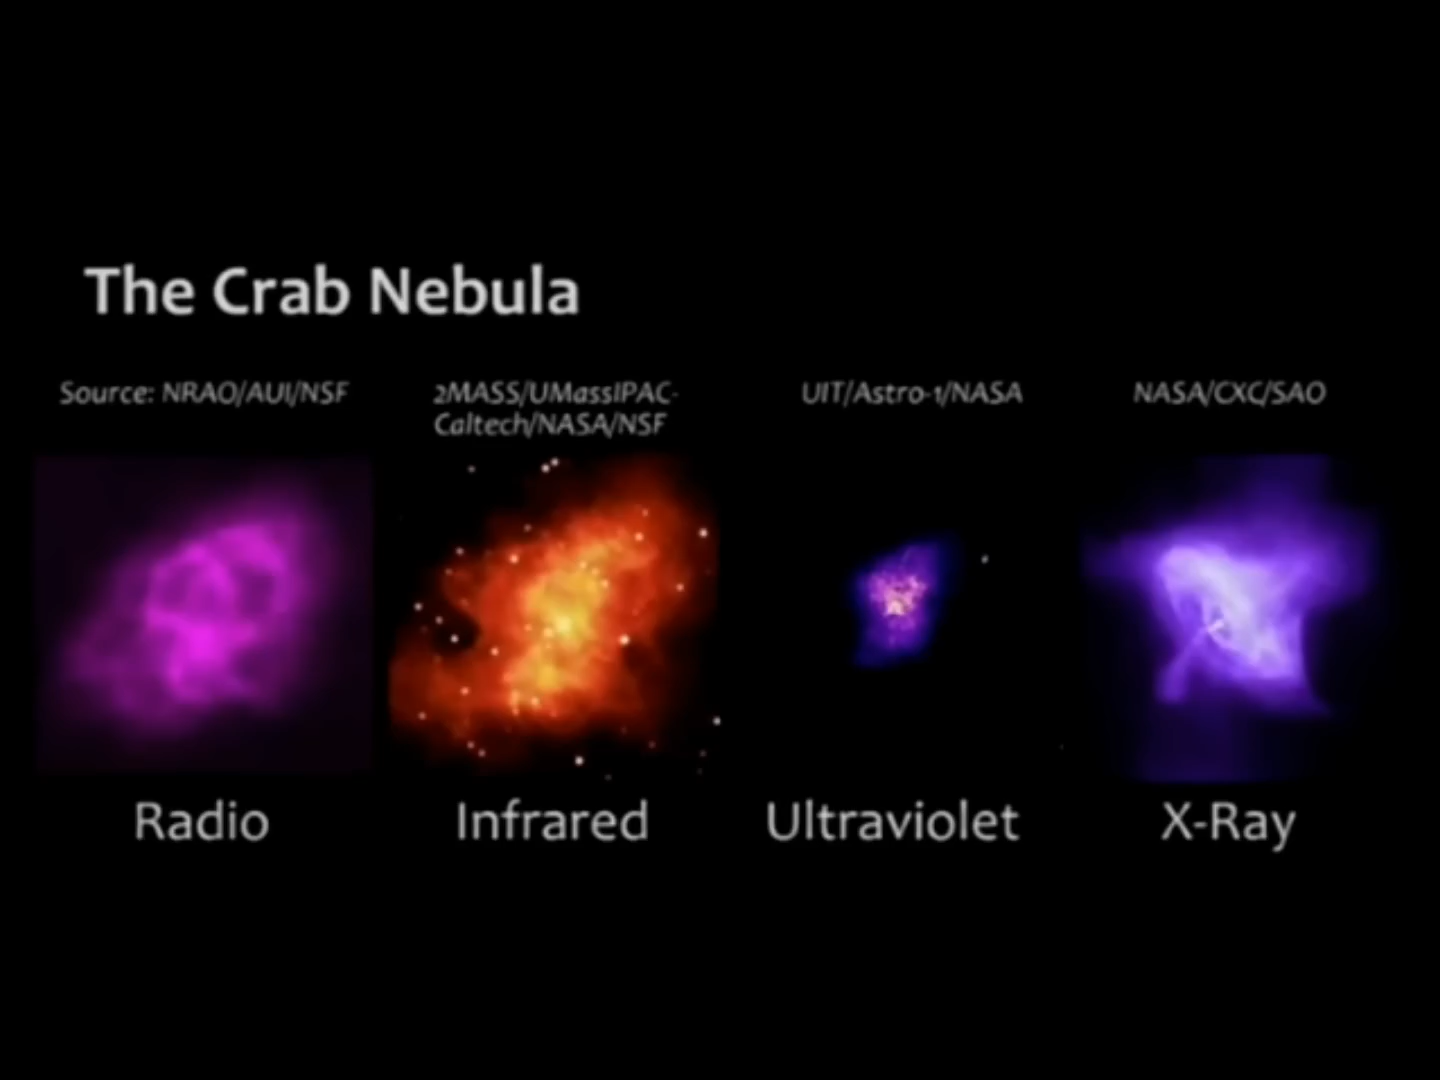 The Crab Nebula
Source: NRAO/AUI/NSF
2MASS/UMassIPAC-
Caltech/NASA/NSF
UIT/Astro-1/NASA
NASA/CXC/SAO
Radio
Infrared
Ultraviolet
X-Ray